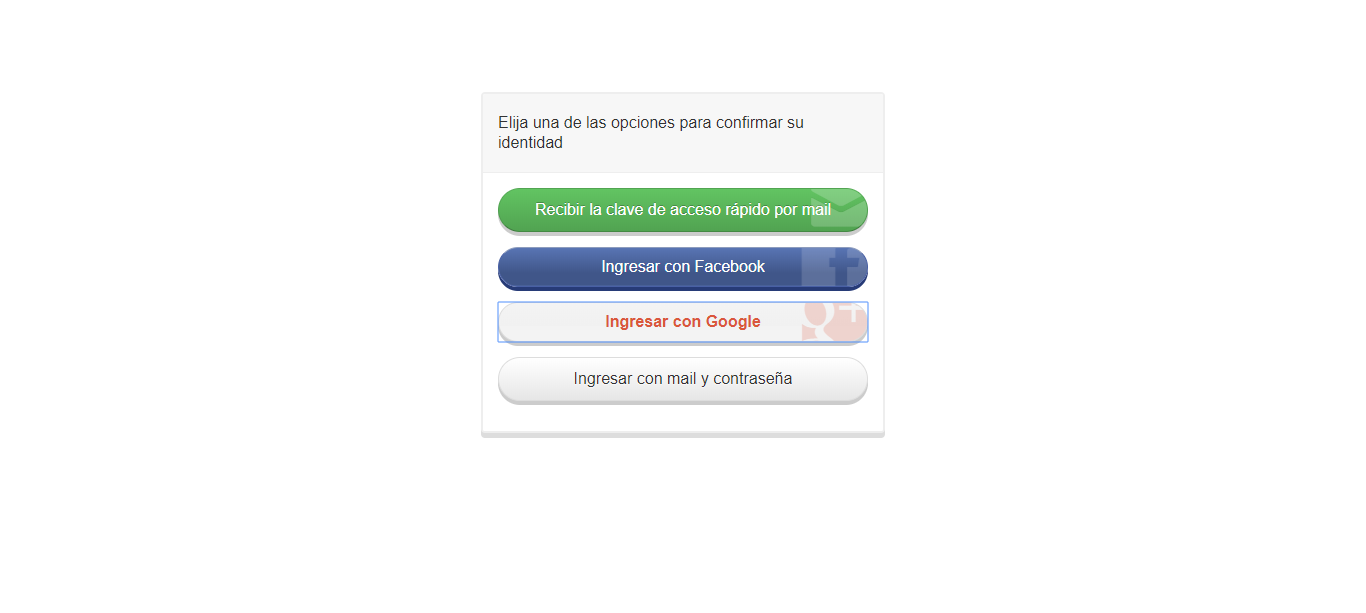 Elija una de las opciones para confirmar su
identidad
Recibir la clave de acceso rápido por mail
Ingresar con Facebook
Ingresar con Google
Ingresar con mail y contraseña